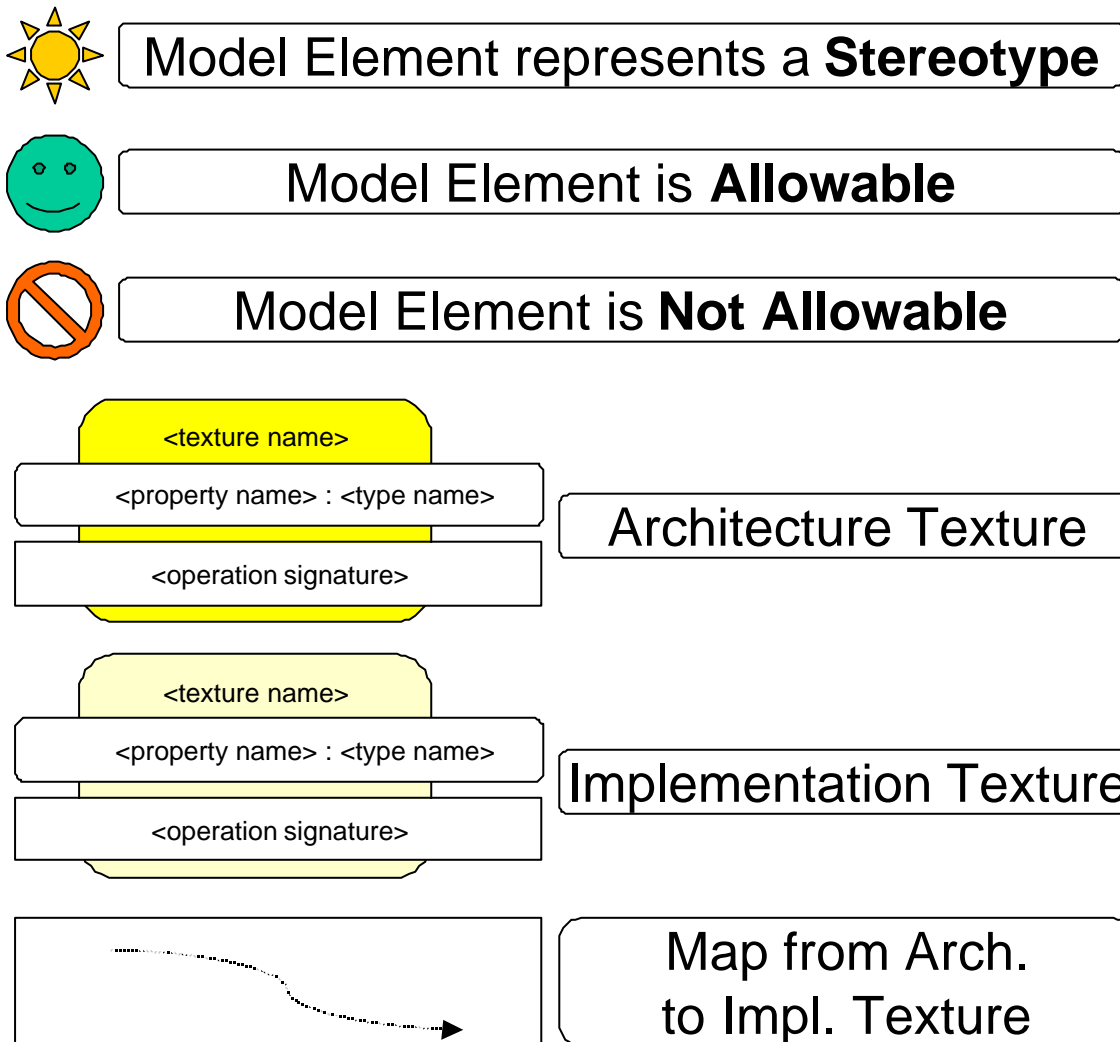 Model Element represents a Stereotype
Model Element is Allowable
Model Element is Not Allowable
<texture name>
<property name> : <type name>
<operation signature>
Architecture Texture
<texture name>
<property name> : <type name>
<operation signature>
Implementation Texture
Map from Arch.
to Impl. Texture